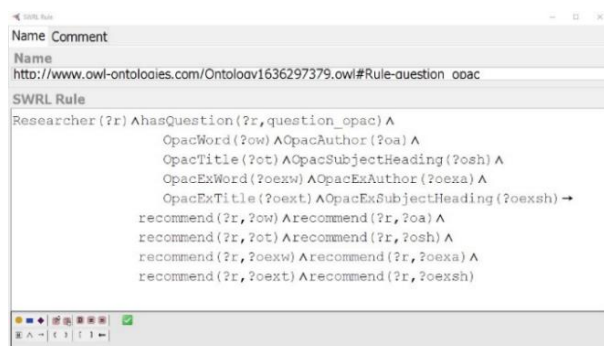 SWRL Rule
Name Comment
Name
http://www.owl-ontologies.com/Ontology1636297379.owl#Rule-question_opac
SWRL Rule
Researcher(?r)∧hasQuestion(?r,question_opac)∧
OpacWord(?ow)∧OpacAuthor(?oa)∧
OpacTitle(?ot)∧OpacSubjectHeading(?osh)∧
OpacExWord(?oexw)∧OpacExAuthor(?oexa)∧
OpacExTitle(?oext)∧OpacExSubjectHeading(?oexsh)→
recommend(?r,?ow)∧recommend(?r,?oa)∧
recommend(?r,?ot)∧recommend(?r,?osh)∧
recommend(?r,?oexw)∧recommend(?r,?oexa)∧
recommend(?r,?oext)∧recommend(?r,?oexsh)
∧ → ( ) [ ]